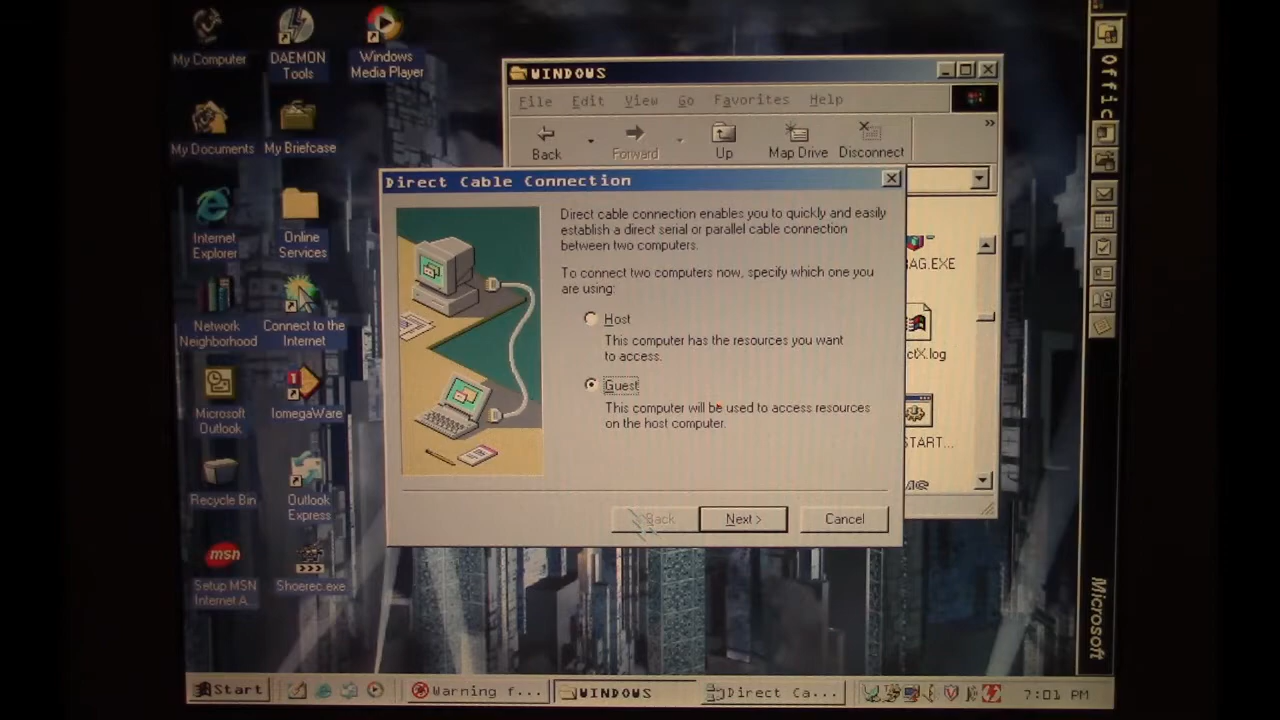 My Computer
DAEMON
Tools
Windows
Media Player
My Documents
My Briefcase
Internet
Explorer
Online
Services
Network
Neighborhood
Connect to the
Internet
Microsoft
Outlook
IomegaWare
Recycle Bin
Outlook
Express
msn
Setup MSN
Internet A...
Shoerec.exe
WINDOWS
File Edit View Go Favorites Help
Back Forward Up Map Drive Disconnect
Direct Cable Connection
Direct cable connection enables you to quickly and easily
establish a direct serial or parallel cable connection
between two computers.
To connect two computers now, specify which one you
are using:
Host
This computer has the resources you want
to access.
Guest
This computer will be used to access resources
on the host computer.
Back Next > Cancel
AG.EXE
ctX.log
START...
Offic
Microsoft
Start Warning f... WINDOWS Direct Ca... 7:01 PM